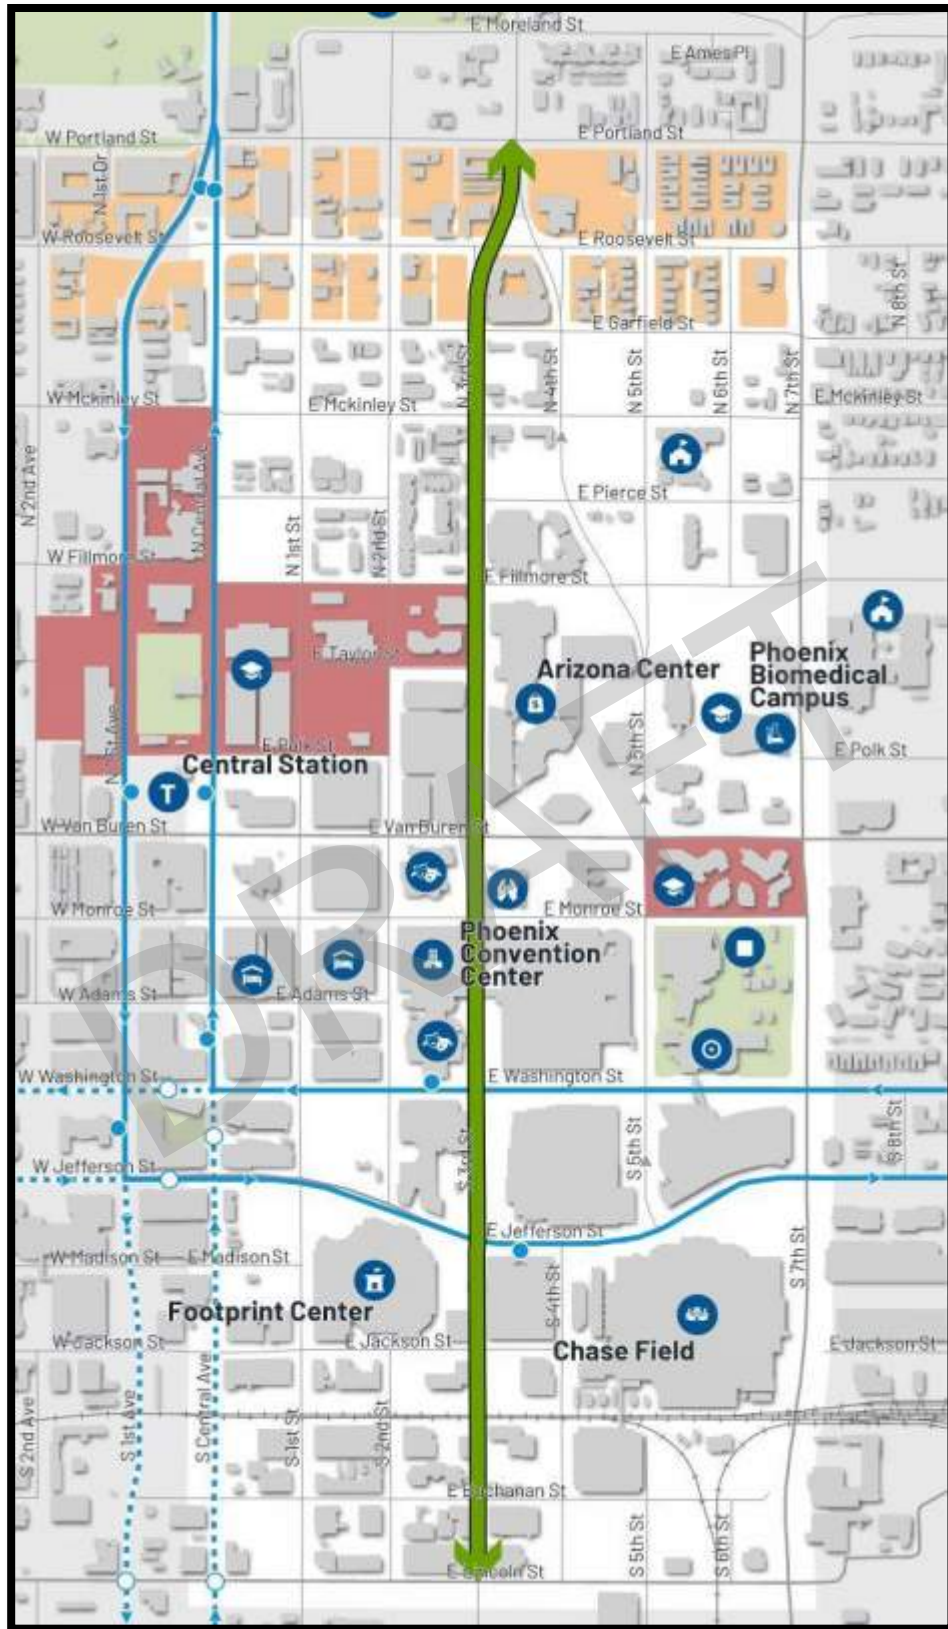 E Moreland St
E Ames Pl
W Portland St
E Portland St
N 1st Dr
W Roosevelt St
E Roosevelt St
N 8th St
E Garfield St
N 3rd St
N 4th St
N 5th St
N 6th St
N 7th St
W Mckinley St
E Mckinley St
E Mckinley St
N 2nd Ave
N Central Ave
E Pierce St
N 1st St
N 2nd St
W Fillmore St
E Fillmore St
E Taylor St
Arizona Center
Phoenix
Biomedical
Campus
N 1st Ave
N 5th St
E Polk St
E Polk St
Central Station
T
W Van Buren St
E Van Buren St
W Monroe St
E Monroe St
Phoenix
Convention
Center
W Adams St
E Adams St
DRAFT
W Washington St
E Washington St
S 3rd St
S 5th St
S 8th St
W Jefferson St
E Jefferson St
W Madison St
E Madison St
S 4th St
S 7th St
Footprint Center
W Jackson St
E Jackson St
Chase Field
E Jackson St
S 2nd Ave
S 1st Ave
S Central Ave
S 1st St
S 2nd St
E Buchanan St
S 5th St
S 6th St
E Lincoln St